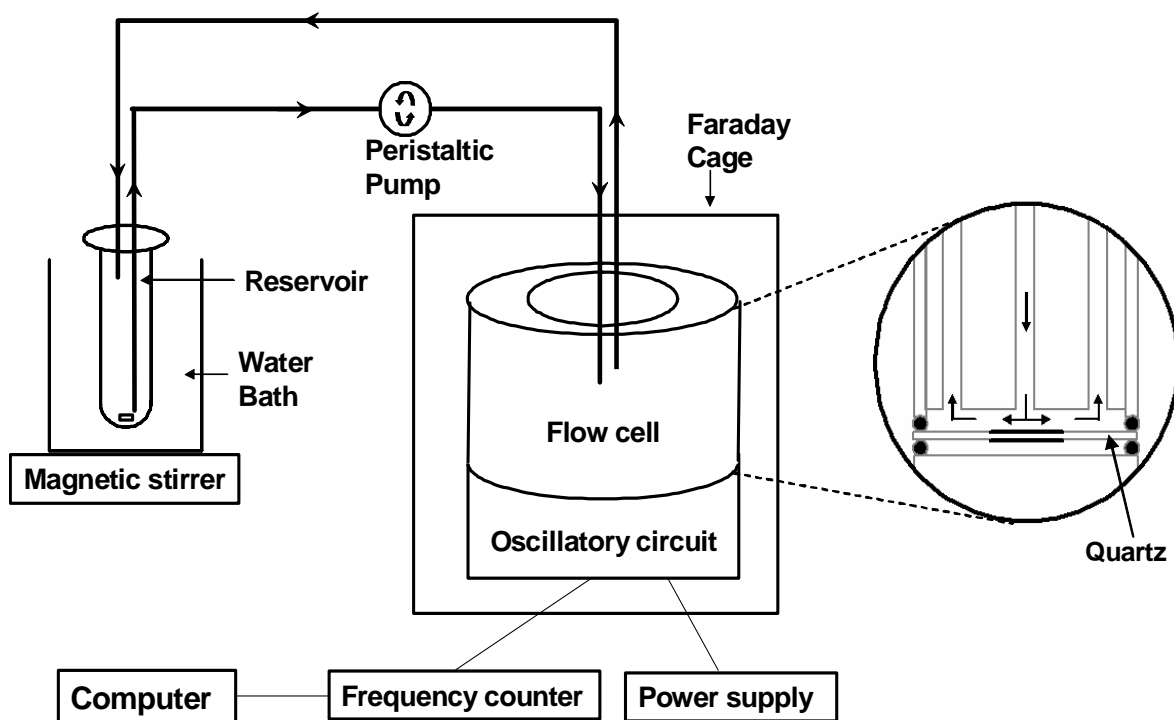 Peristaltic
Pump
Faraday
Cage
Reservoir
Water
Bath
Magnetic stirrer
Flow cell
Oscillatory circuit
Quartz
Computer
Frequency counter
Power supply